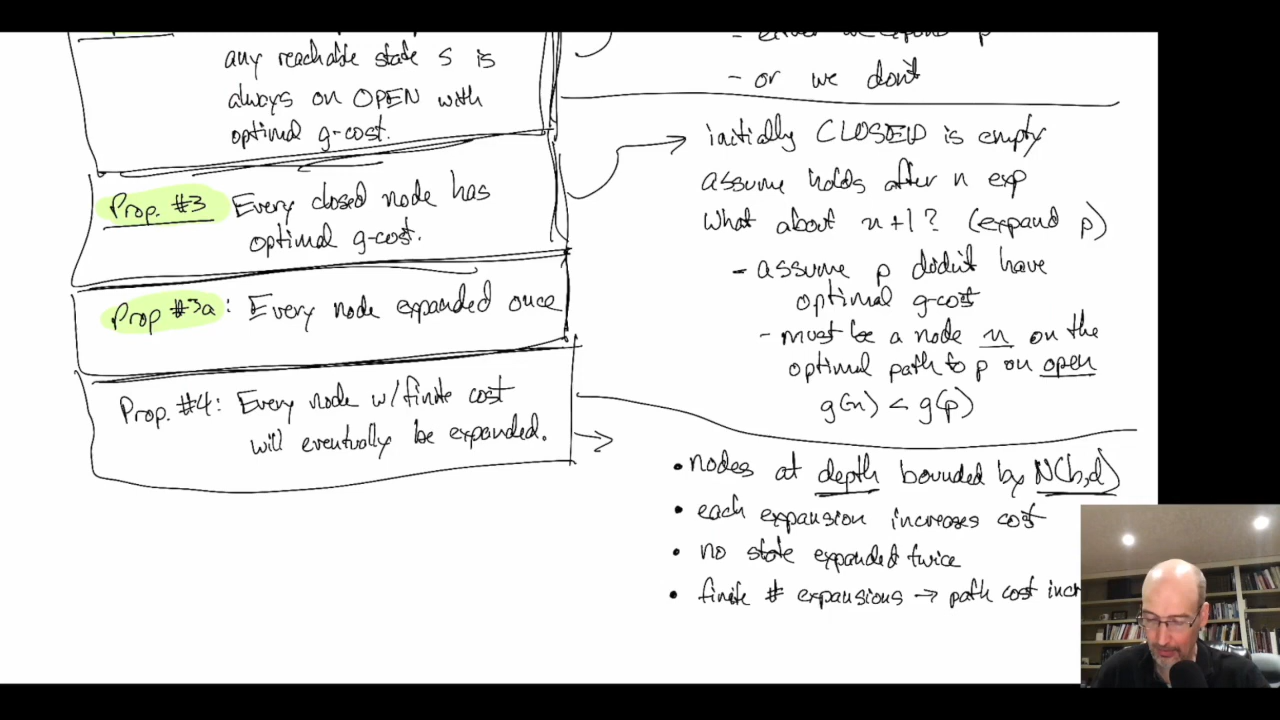 any reachable state s is
always on OPEN with
optimal g-cost.
Prop. #3 Every closed node has
optimal g-cost.
Prop #3a: Every node expanded once
Prop. #4: Every node w/finite cost
will eventually be expanded.
- either we expand p
- or we don't
initially CLOSED is empty
assume holds after n exp
What about n+1? (expand p)
- assume p didn't have
optimal g-cost
- must be a node n on the
optimal path to p on open
g(n) < g(p)
• nodes at depth bounded by N(b,d)
• each expansion increases cost
• no state expanded twice
• finite # expansions → path cost incr